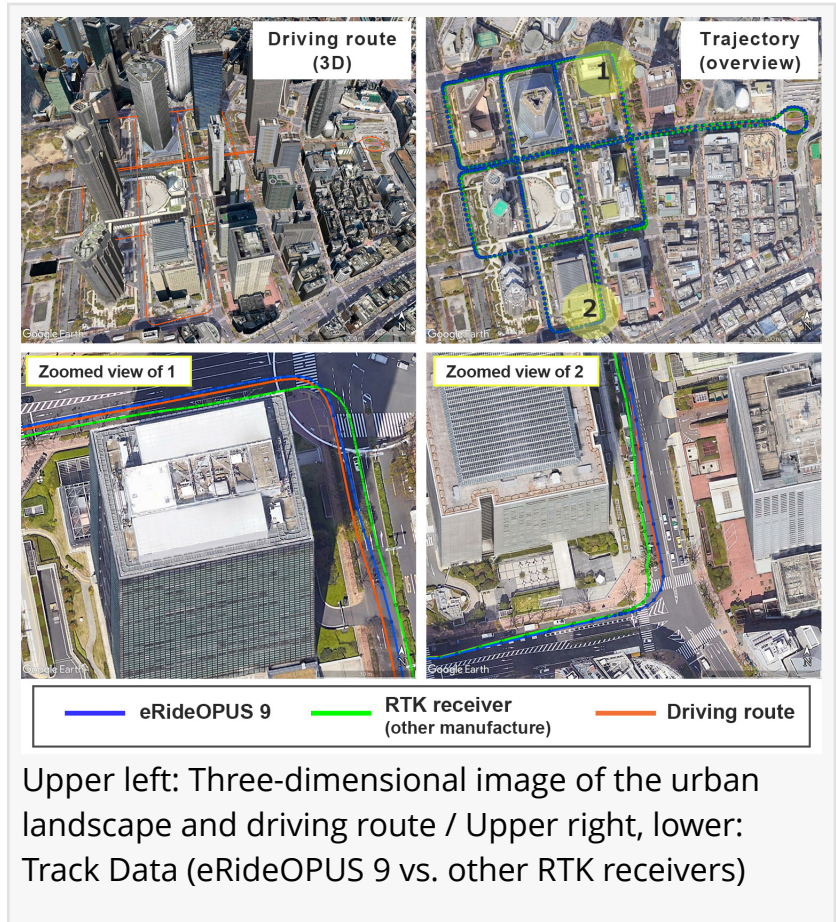 Driving route
(3D)
Google Earth
N
Trajectory
(overview)
1
2
Google Earth
N
Zoomed view of 1
Google Earth
N
Zoomed view of 2
Google Earth
N
eRideOPUS 9
RTK receiver
(other manufacture)
Driving route
Upper left: Three-dimensional image of the urban
landscape and driving route / Upper right, lower:
Track Data (eRideOPUS 9 vs. other RTK receivers)